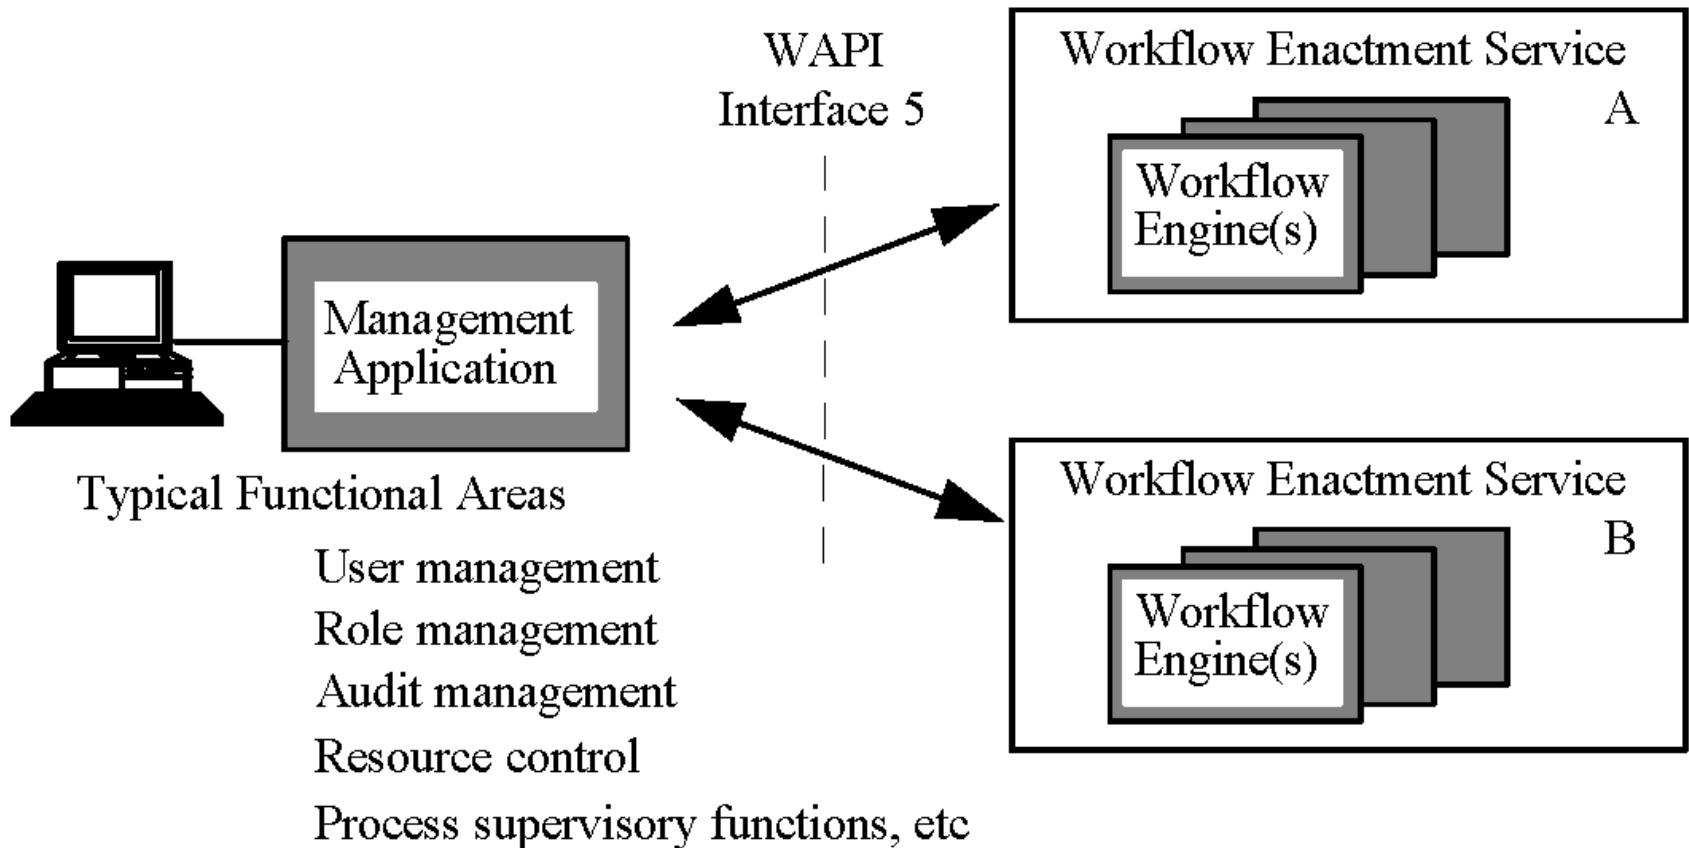 WAPI
Interface 5
Workflow Enactment Service
A
Workflow
Engine(s)
Management
Application
Typical Functional Areas
User management
Role management
Audit management
Resource control
Process supervisory functions, etc
Workflow Enactment Service
B
Workflow
Engine(s)